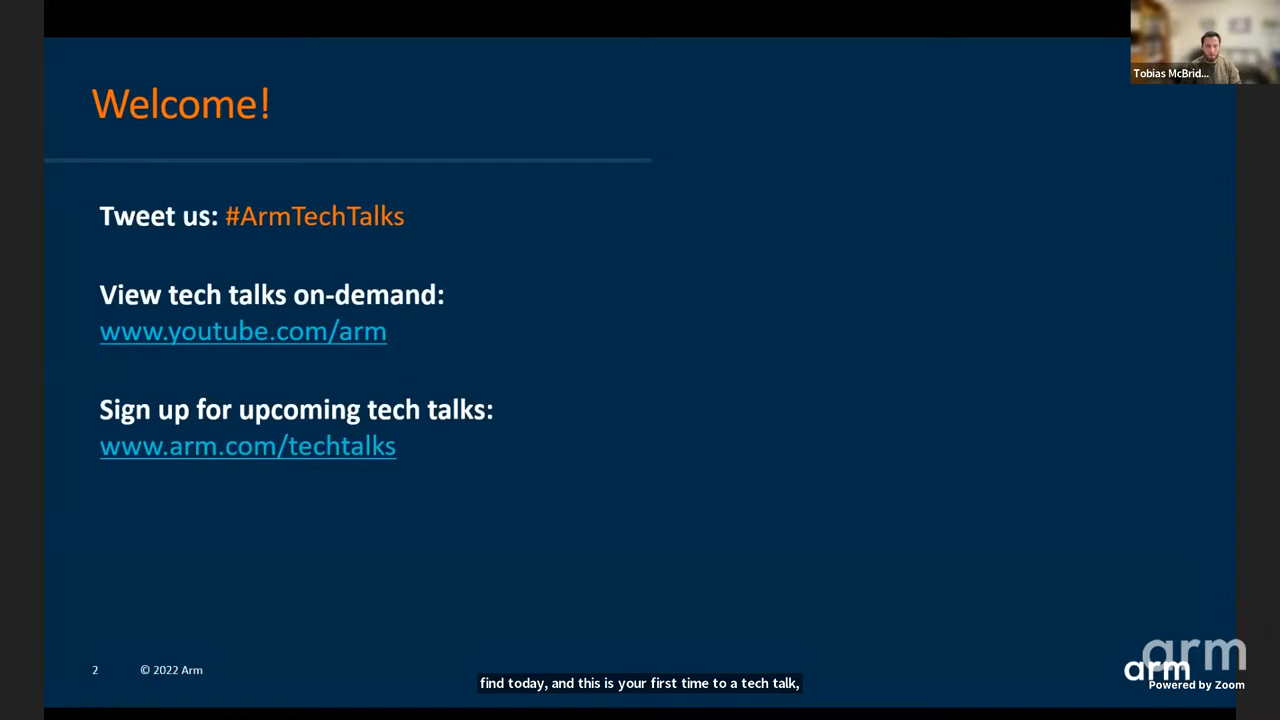 Tobias McBrid...
Welcome!
Tweet us: #ArmTechTalks
View tech talks on-demand:
www.youtube.com/arm
Sign up for upcoming tech talks:
www.arm.com/techtalks
2 © 2022 Arm
find today, and this is your first time to a tech talk,
arm
arm
Powered by Zoom